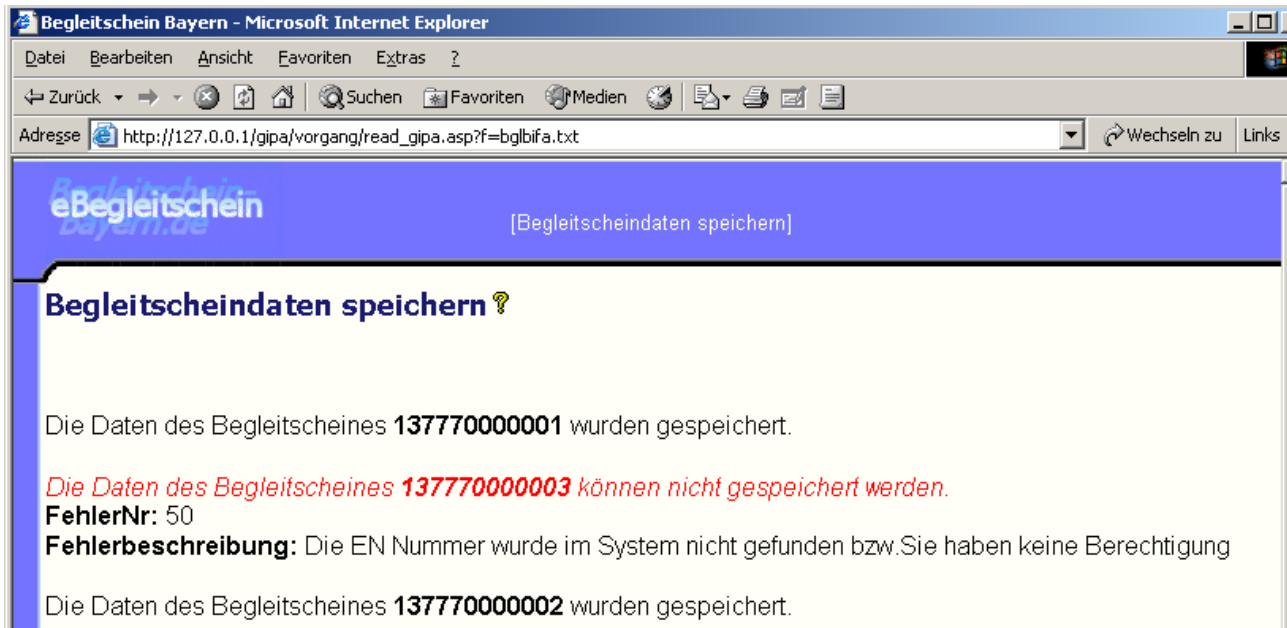 Begleitschein Bayern - Microsoft Internet Explorer
Datei Bearbeiten Ansicht Favoriten Extras ?
Zurück Suchen Favoriten Medien
Adresse http://127.0.0.1/gipa/vorgang/read_gipa.asp?f=bglbifa.txt Wechseln zu Links
Begleitschein-
eBegleitschein
Bayern.de
[Begleitscheindaten speichern]
Begleitscheindaten speichern ?
Die Daten des Begleitscheines 137770000001 wurden gespeichert.
Die Daten des Begleitscheines 137770000003 können nicht gespeichert werden.
FehlerNr: 50
Fehlerbeschreibung: Die EN Nummer wurde im System nicht gefunden bzw.Sie haben keine Berechtigung
Die Daten des Begleitscheines 137770000002 wurden gespeichert.